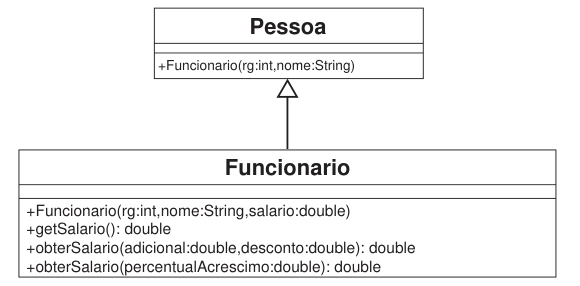 Pessoa
+Funcionario(rg:int,nome:String)
Funcionario
+Funcionario(rg:int,nome:String,salario:double)
+getSalario(): double
+obterSalario(adicional:double,desconto:double): double
+obterSalario(percentualAcrescimo:double): double